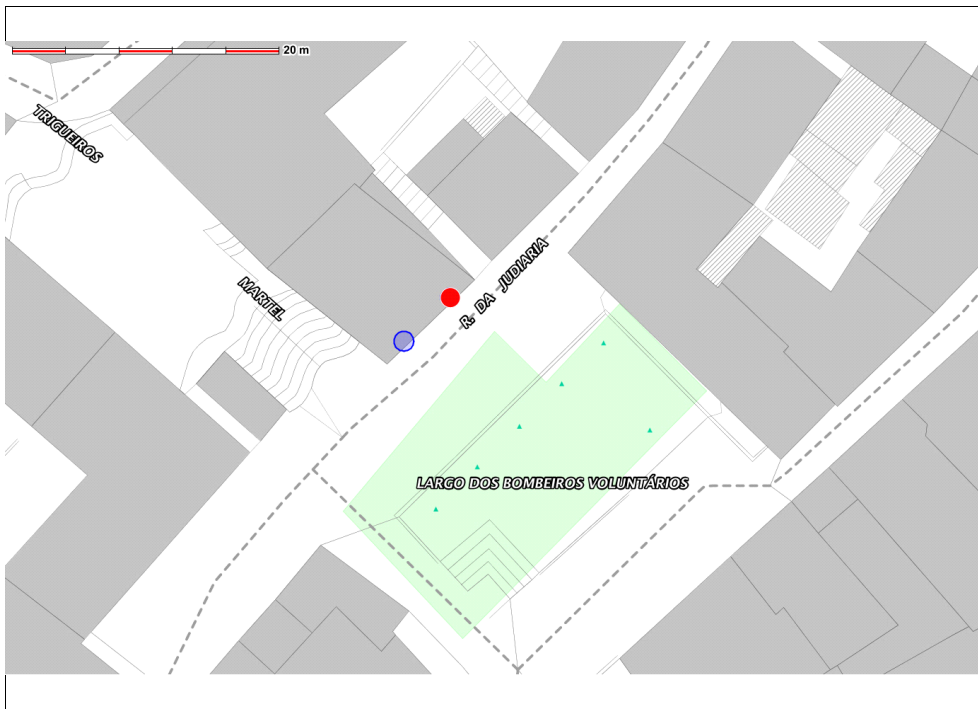 20 m
TRIGUEIROS
MARTEL
R. DA JUDIARIA
LARGO DOS BOMBEIROS VOLUNTÁRIOS